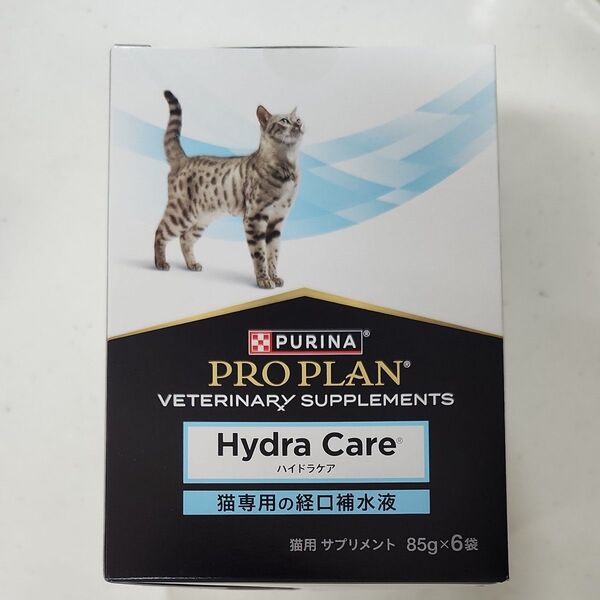 PURINA®
PRO PLAN®
VETERINARY SUPPLEMENTS
Hydra Care®
ハイドラケア
猫専用の経口補水液
猫用 サプリメント 85g×6袋